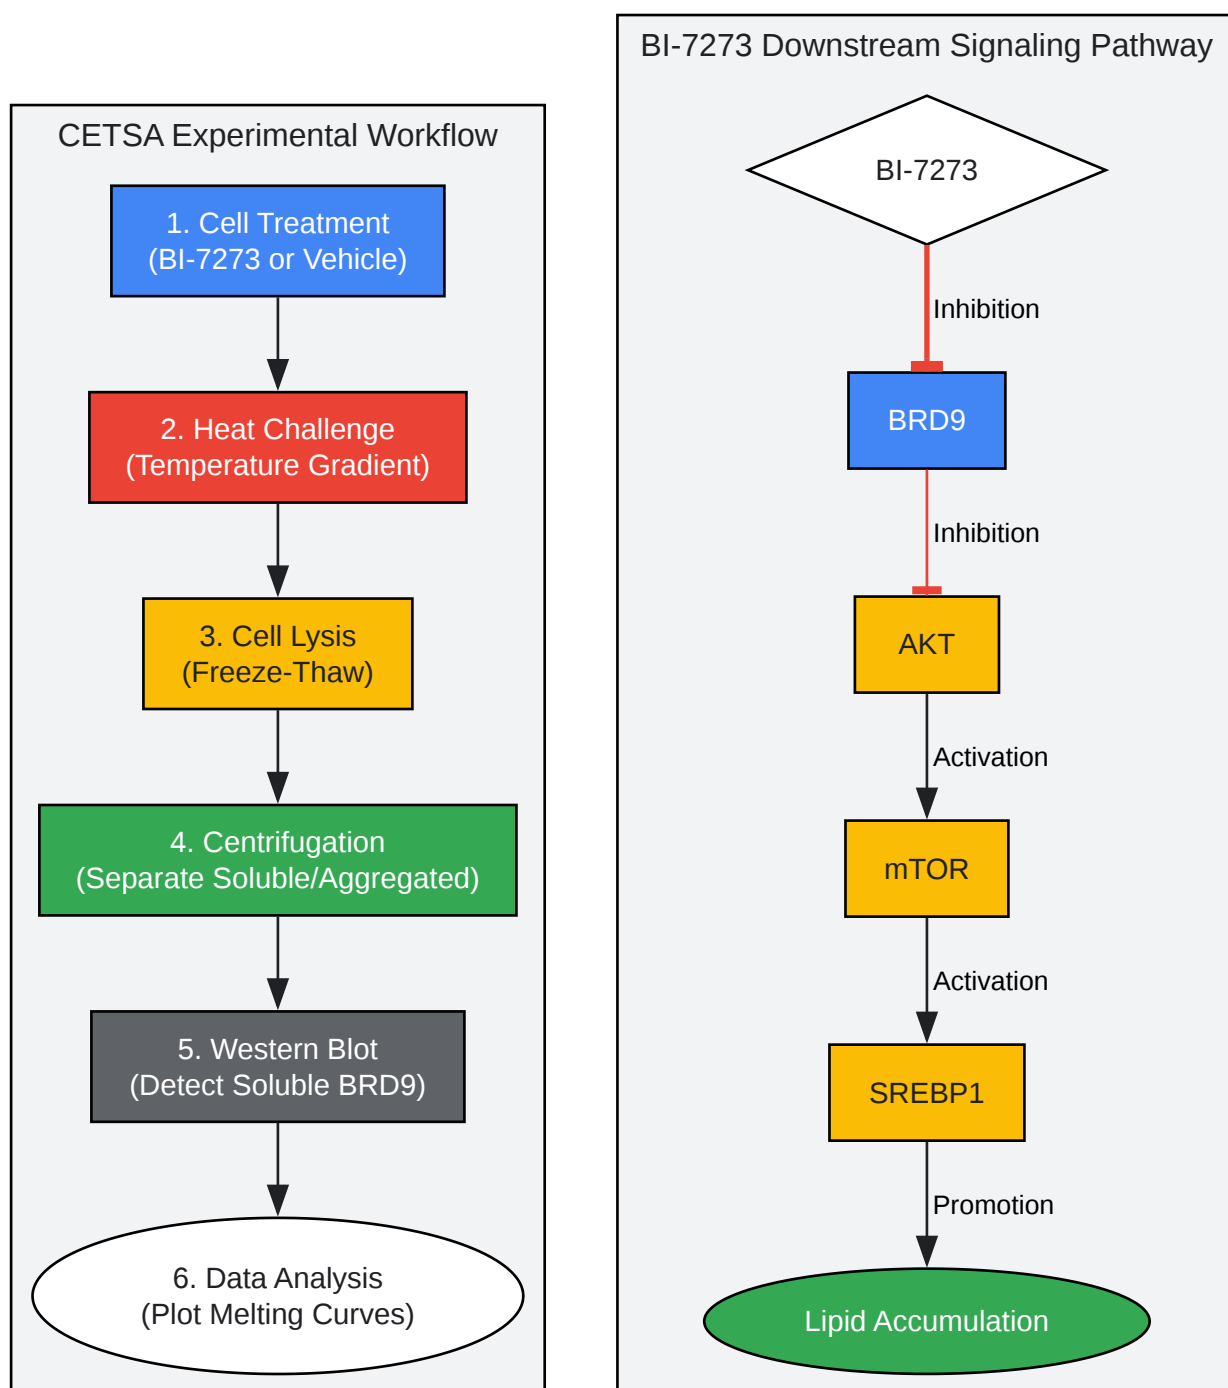 CETSA Experimental Workflow
1. Cell Treatment
(BI-7273 or Vehicle)
2. Heat Challenge
(Temperature Gradient)
3. Cell Lysis
(Freeze-Thaw)
4. Centrifugation
(Separate Soluble/Aggregated)
5. Western Blot
(Detect Soluble BRD9)
6. Data Analysis
(Plot Melting Curves)
BI-7273 Downstream Signaling Pathway
BI-7273
Inhibition
BRD9
Inhibition
AKT
Activation
mTOR
Activation
SREBP1
Promotion
Lipid Accumulation